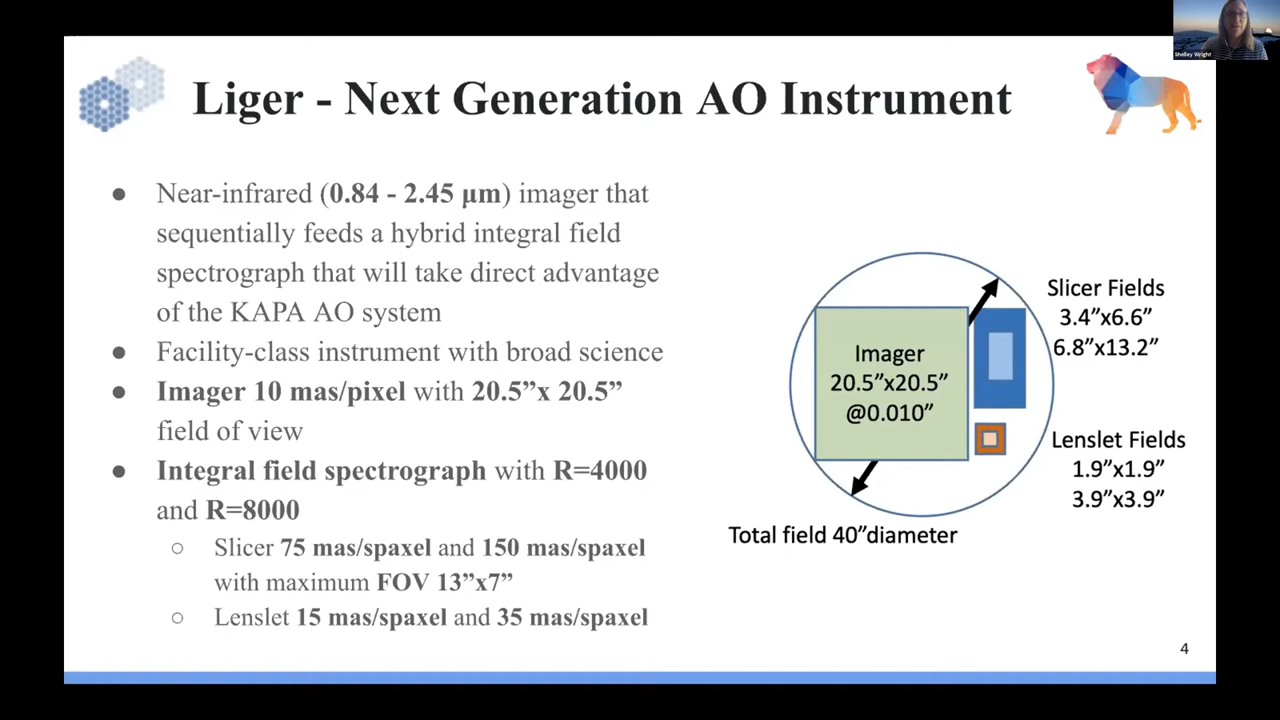 Shelley Wright
Liger - Next Generation AO Instrument
● Near-infrared (0.84 - 2.45 μm) imager that
sequentially feeds a hybrid integral field
spectrograph that will take direct advantage
of the KAPA AO system
● Facility-class instrument with broad science
● Imager 10 mas/pixel with 20.5”x 20.5”
field of view
● Integral field spectrograph with R=4000
and R=8000
○ Slicer 75 mas/spaxel and 150 mas/spaxel
with maximum FOV 13”x7”
○ Lenslet 15 mas/spaxel and 35 mas/spaxel
Imager
20.5”x20.5”
@0.010”
Slicer Fields
3.4”x6.6”
6.8”x13.2”
Lenslet Fields
1.9”x1.9”
3.9”x3.9”
Total field 40”diameter
4